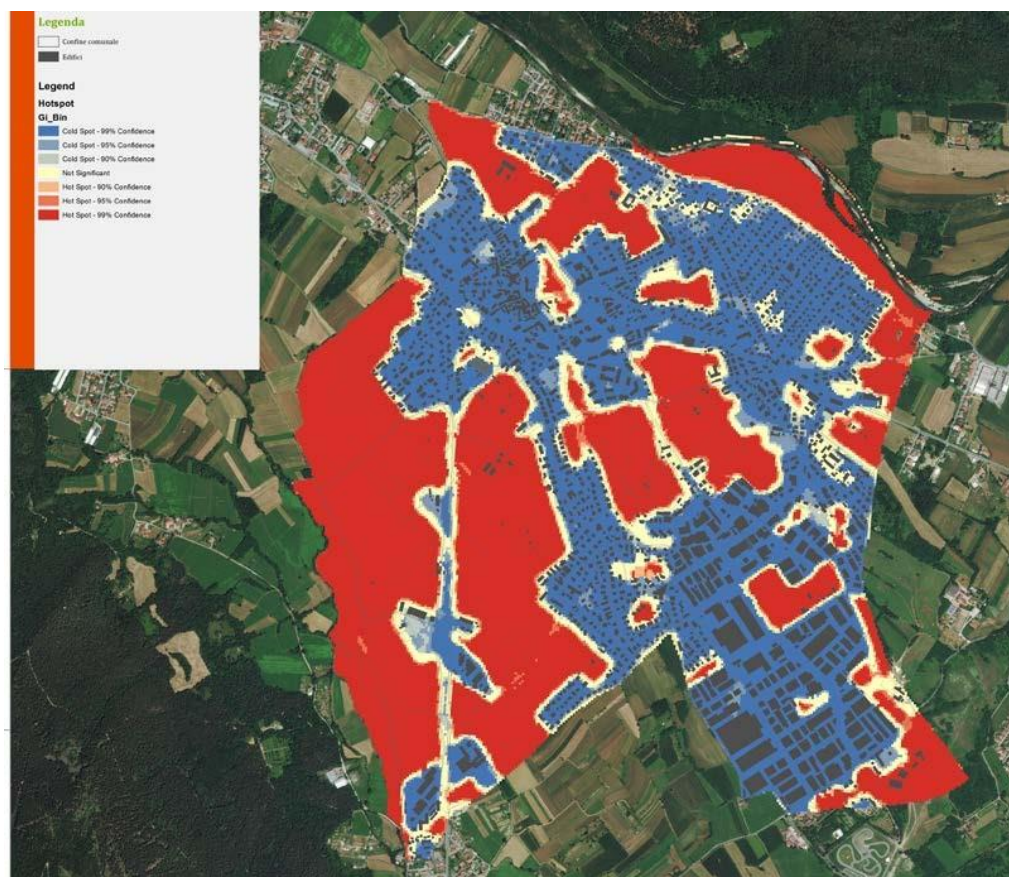 Legenda
Confine comunale
Edifici
Legend
Hotspot
Gi_Bin
Cold Spot - 99% Confidence
Cold Spot - 95% Confidence
Cold Spot - 90% Confidence
Not Significant
Hot Spot - 90% Confidence
Hot Spot - 95% Confidence
Hot Spot - 99% Confidence